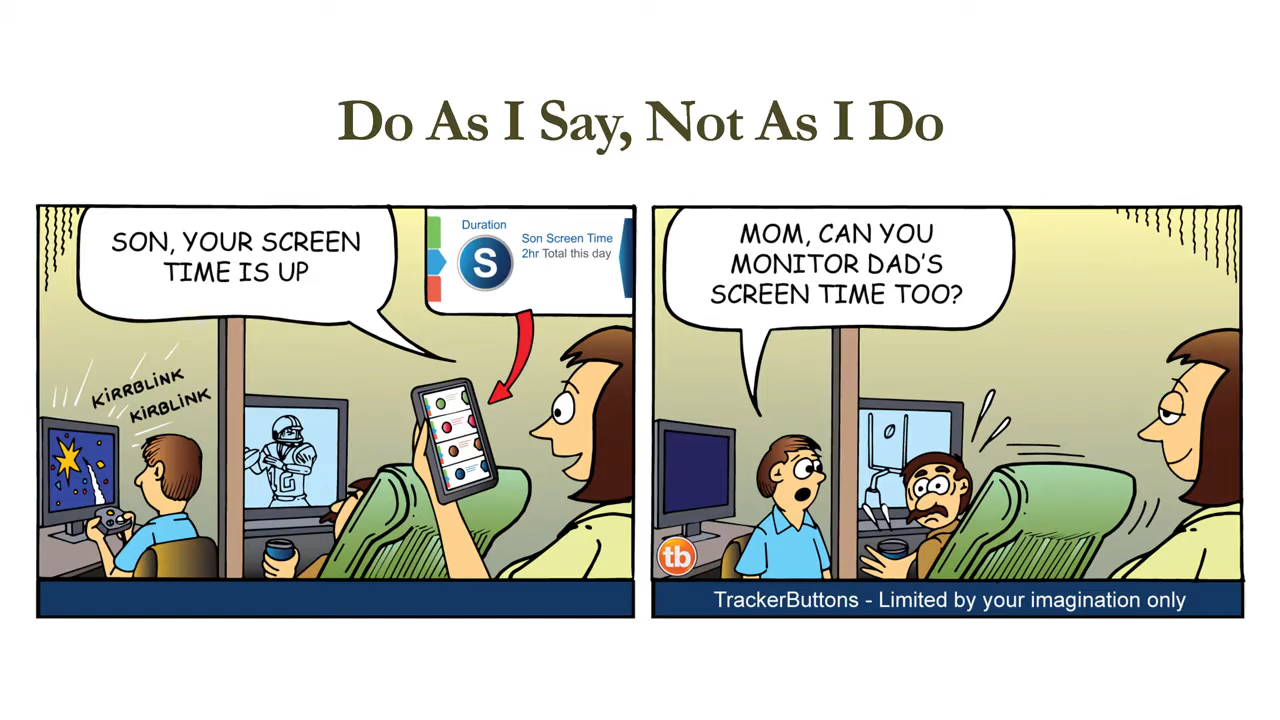 Do As I Say, Not As I Do
SON, YOUR SCREEN
TIME IS UP
Duration
S
Son Screen Time
2hr Total this day
KIRRBLINK
KIRBLINK
MOM, CAN YOU
MONITOR DAD'S
SCREEN TIME TOO?
tb
TrackerButtons - Limited by your imagination only